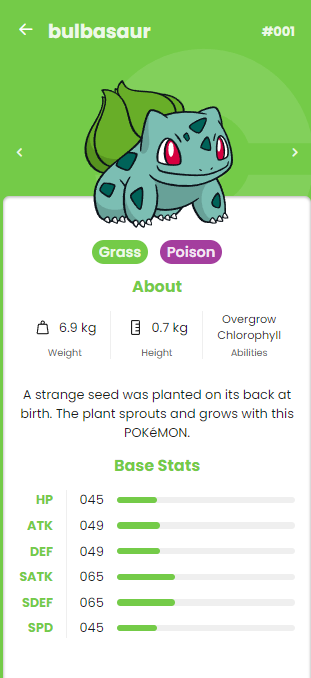 bulbasaur #001
Grass Poison
About
6.9 kg 0.7 kg Overgrow
Chlorophyll
Weight Height Abilities
A strange seed was planted on its back at
birth. The plant sprouts and grows with this
POKéMON.
Base Stats
HP 045
ATK 049
DEF 049
SATK 065
SDEF 065
SPD 045